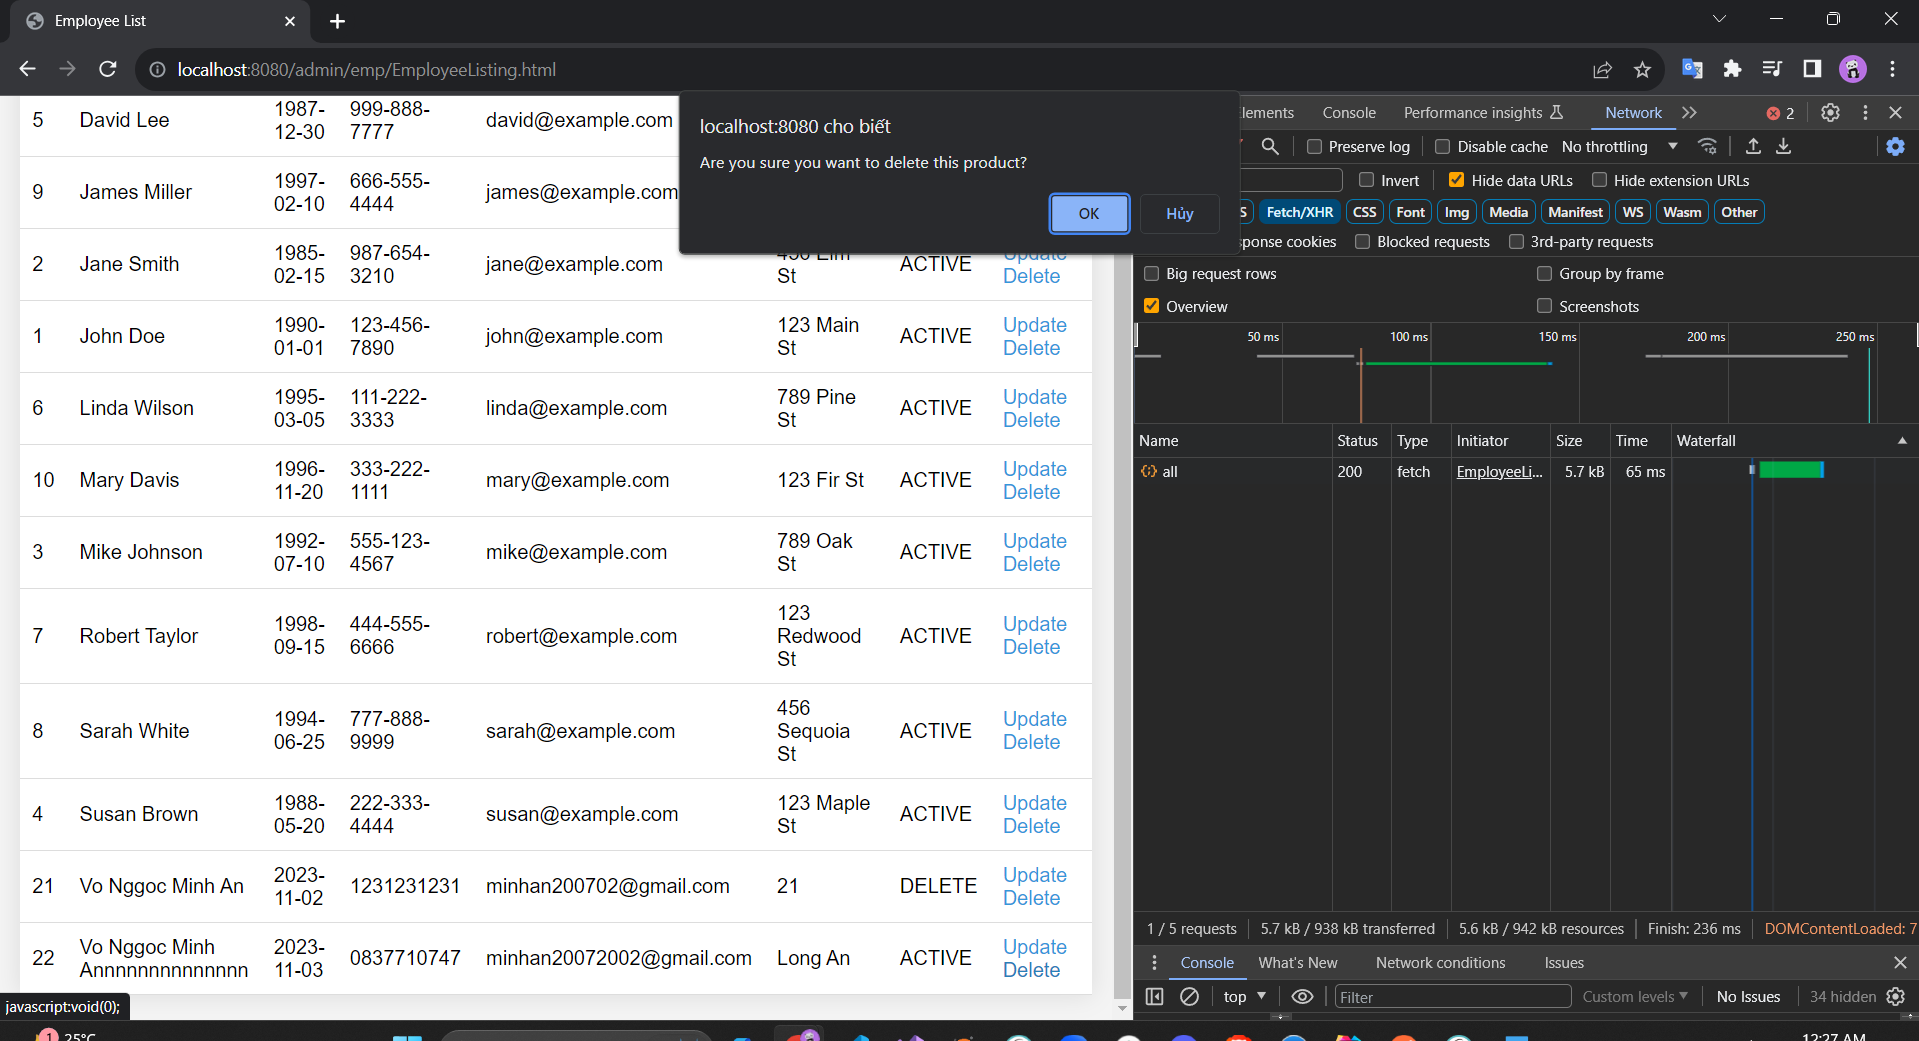 Employee List
localhost:8080/admin/emp/EmployeeListing.html
localhost:8080 cho biết
Are you sure you want to delete this product?
OK
Hủy
5 David Lee 1987-12-30 999-888-7777 david@example.com
9 James Miller 1997-02-10 666-555-4444 james@example.com
2 Jane Smith 1985-02-15 987-654-3210 jane@example.com 456 Elm St ACTIVE Update Delete
1 John Doe 1990-01-01 123-456-7890 john@example.com 123 Main St ACTIVE Update Delete
6 Linda Wilson 1995-03-05 111-222-3333 linda@example.com 789 Pine St ACTIVE Update Delete
10 Mary Davis 1996-11-20 333-222-1111 mary@example.com 123 Fir St ACTIVE Update Delete
3 Mike Johnson 1992-07-10 555-123-4567 mike@example.com 789 Oak St ACTIVE Update Delete
7 Robert Taylor 1998-09-15 444-555-6666 robert@example.com 123 Redwood St ACTIVE Update Delete
8 Sarah White 1994-06-25 777-888-9999 sarah@example.com 456 Sequoia St ACTIVE Update Delete
4 Susan Brown 1988-05-20 222-333-4444 susan@example.com 123 Maple St ACTIVE Update Delete
21 Vo Nggoc Minh An 2023-11-02 1231231231 minhan200702@gmail.com 21 DELETE Update Delete
22 Vo Nggoc Minh Annnnnnnnnnnnnn 2023-11-03 0837710747 minhan20072002@gmail.com Long An ACTIVE Update Delete
javascript:void(0);
lements Console Performance insights Network 2
Preserve log Disable cache No throttling
Invert Hide data URLs Hide extension URLs
S Fetch/XHR CSS Font Img Media Manifest WS Wasm Other
sponse cookies Blocked requests 3rd-party requests
Big request rows Group by frame
Overview Screenshots
50 ms 100 ms 150 ms 200 ms 250 ms
Name Status Type Initiator Size Time Waterfall
all 200 fetch EmployeeLi... 5.7 kB 65 ms
1 / 5 requests 5.7 kB / 938 kB transferred 5.6 kB / 942 kB resources Finish: 236 ms DOMContentLoaded: 7
Console What's New Network conditions Issues
top Filter Custom levels No Issues 34 hidden
1 25°C 12:27 AM